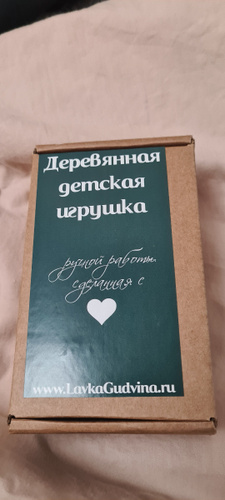 Деревянная
детская
игрушка
ручной работы.
сделанная с
www.LavkaGudvina.ru